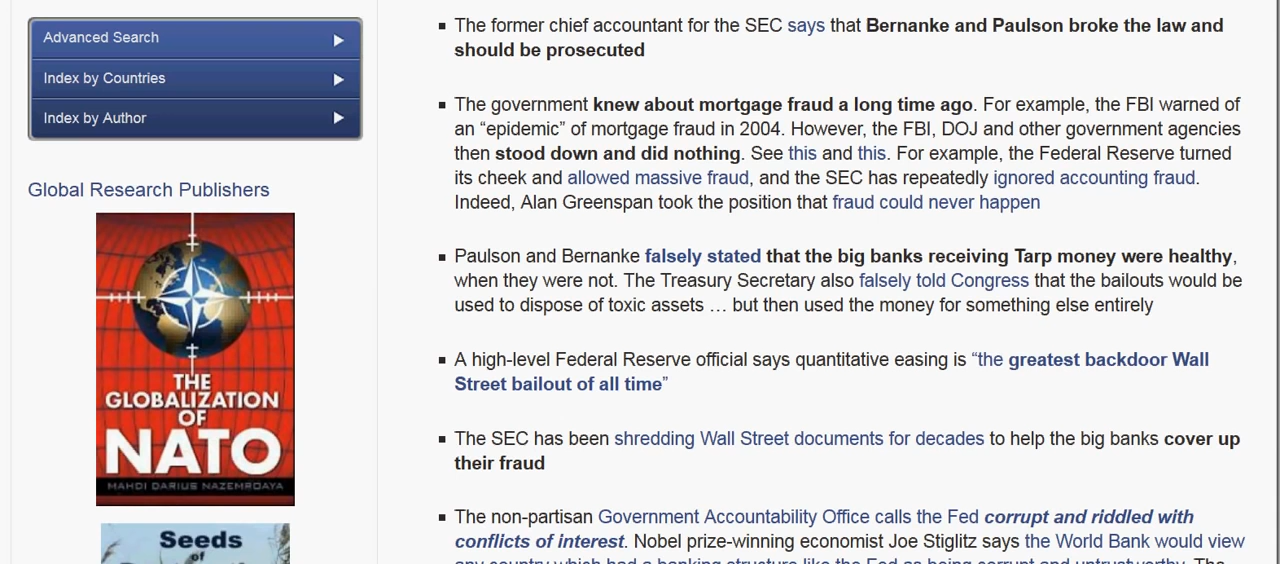 Advanced Search
Index by Countries
Index by Author
Global Research Publishers
THE
GLOBALIZATION
OF
NATO
MAHDI DARIUS NAZEMROAYA
Seeds
of
The former chief accountant for the SEC says that Bernanke and Paulson broke the law and
should be prosecuted
The government knew about mortgage fraud a long time ago. For example, the FBI warned of
an “epidemic” of mortgage fraud in 2004. However, the FBI, DOJ and other government agencies
then stood down and did nothing. See this and this. For example, the Federal Reserve turned
its cheek and allowed massive fraud, and the SEC has repeatedly ignored accounting fraud.
Indeed, Alan Greenspan took the position that fraud could never happen
Paulson and Bernanke falsely stated that the big banks receiving Tarp money were healthy,
when they were not. The Treasury Secretary also falsely told Congress that the bailouts would be
used to dispose of toxic assets … but then used the money for something else entirely
A high-level Federal Reserve official says quantitative easing is “the greatest backdoor Wall
Street bailout of all time”
The SEC has been shredding Wall Street documents for decades to help the big banks cover up
their fraud
The non-partisan Government Accountability Office calls the Fed corrupt and riddled with
conflicts of interest. Nobel prize-winning economist Joe Stiglitz says the World Bank would view
any country which had a banking structure like the Fed as being corrupt and untrustworthy. The